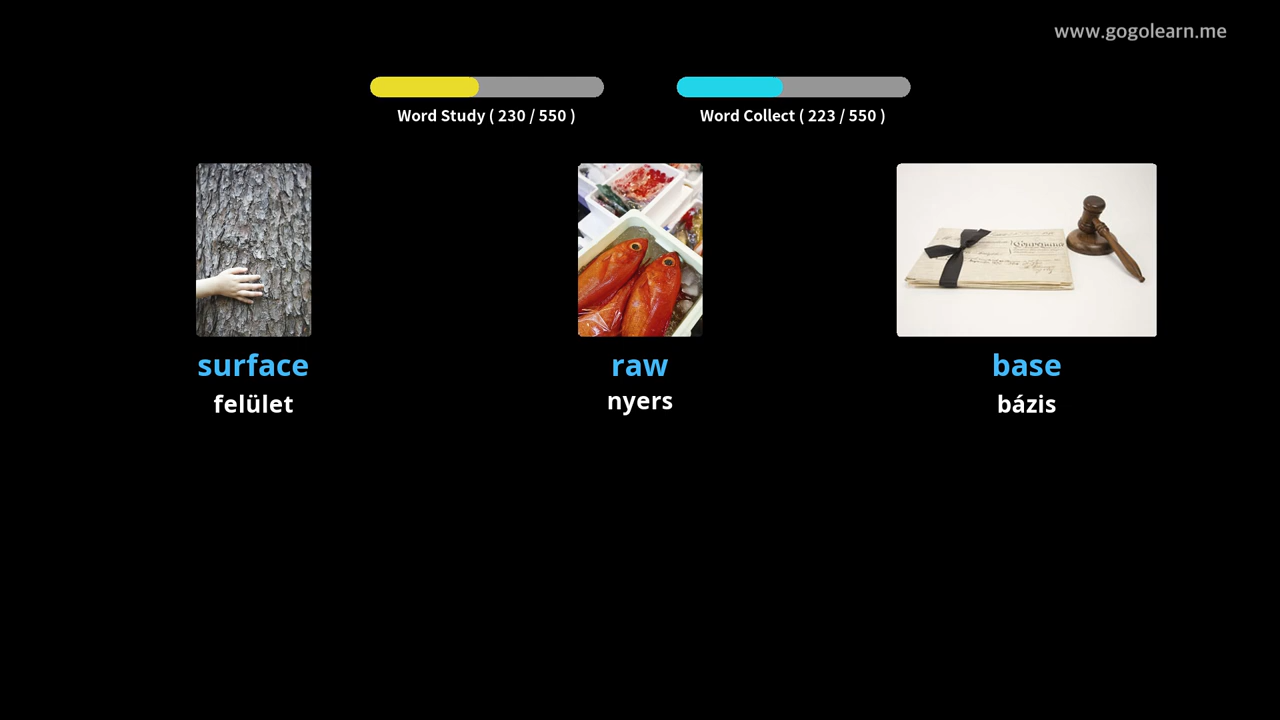 www.gogolearn.me
Word Study ( 230 / 550 )
Word Collect ( 223 / 550 )
surface
felület
raw
nyers
base
bázis